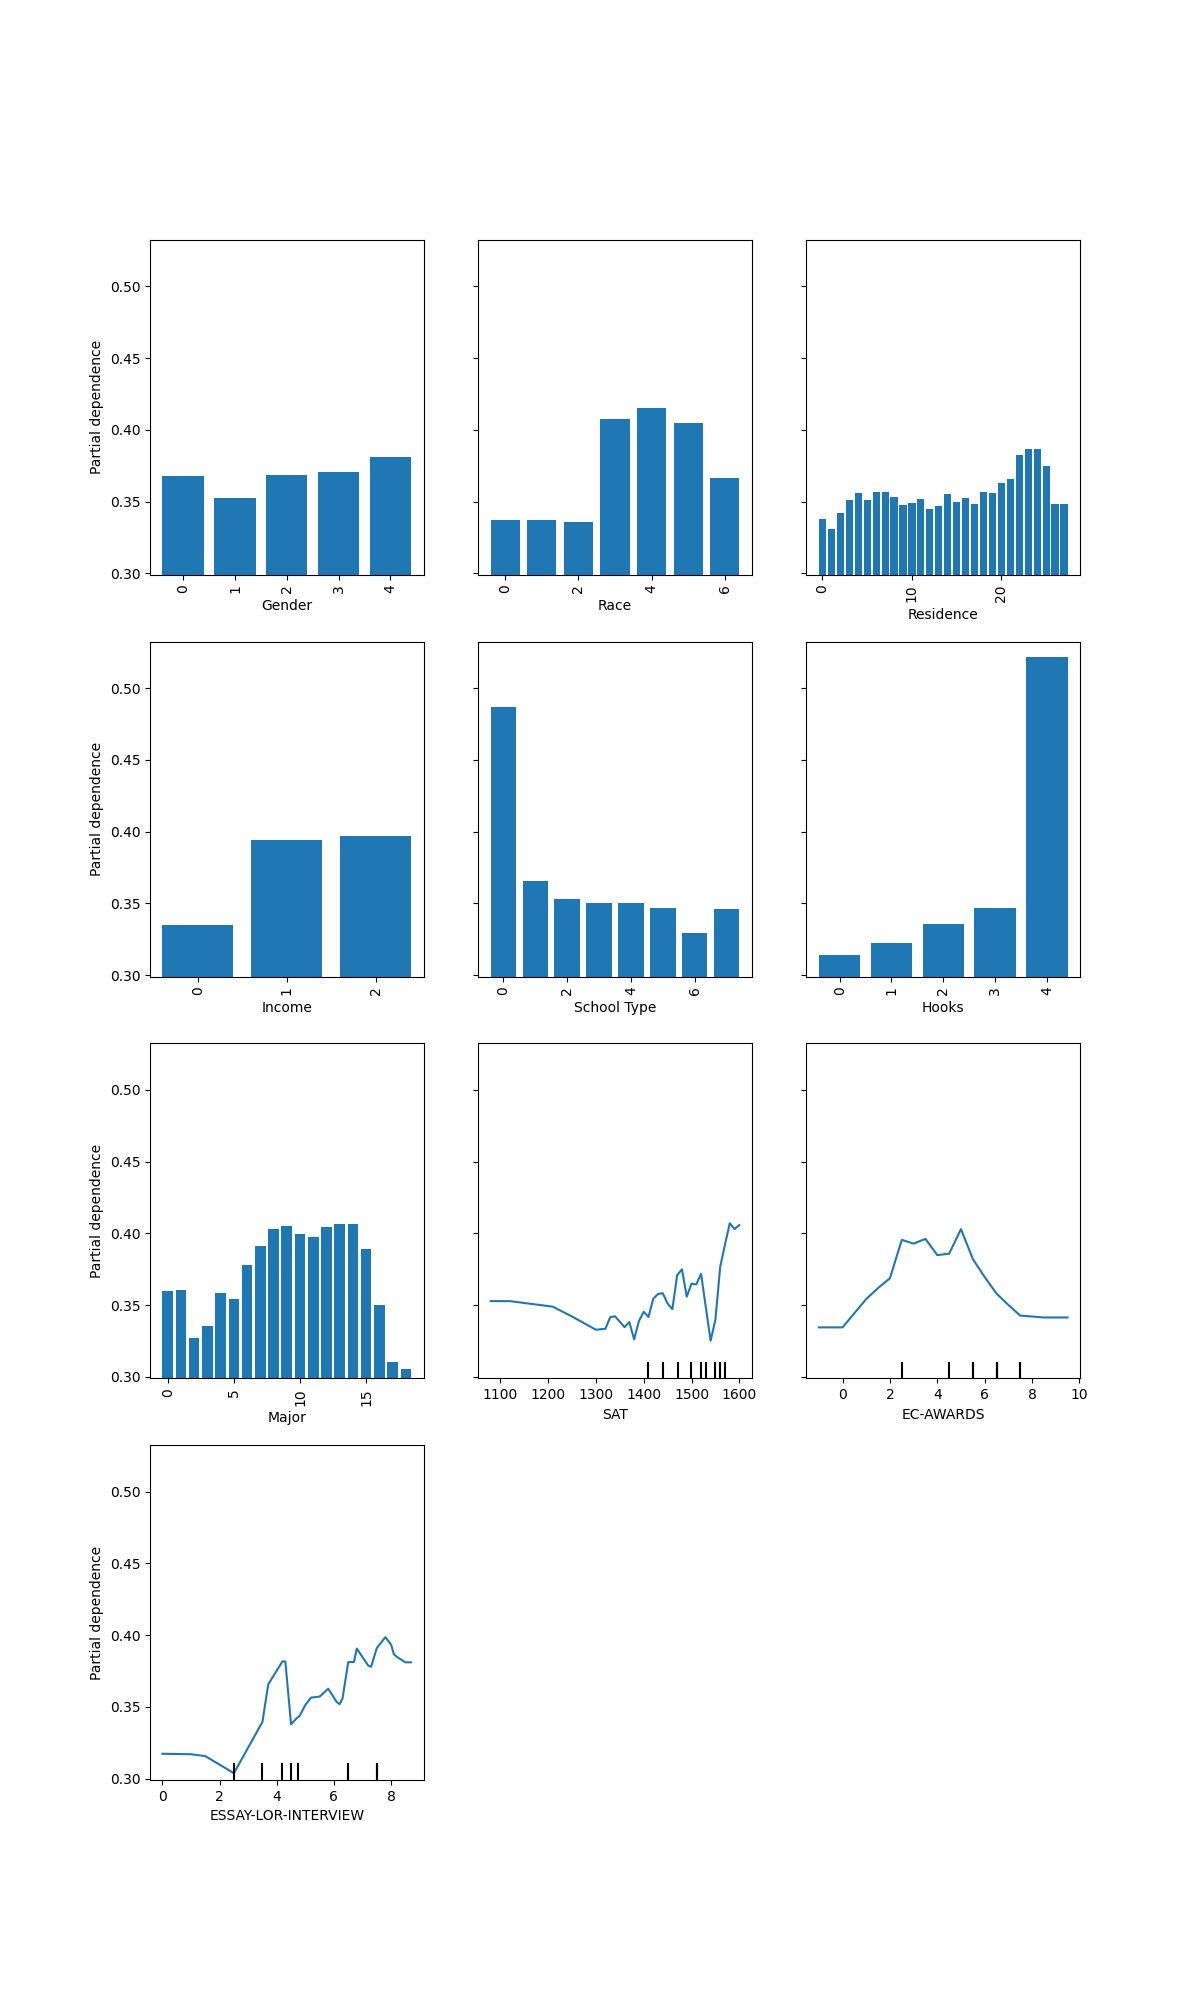 0.50
0.45
0.40
0.35
0.30
Partial dependence
0 1 2 3 4
Gender
0 2 4 6
Race
0 10 20
Residence
0.50
0.45
0.40
0.35
0.30
Partial dependence
0 1 2
Income
0 2 4 6
School Type
0 1 2 3 4
Hooks
0.50
0.45
0.40
0.35
0.30
Partial dependence
0 5 10 15
Major
1100 1200 1300 1400 1500 1600
SAT
0 2 4 6 8 10
EC-AWARDS
0.50
0.45
0.40
0.35
0.30
Partial dependence
0 2 4 6 8
ESSAY-LOR-INTERVIEW